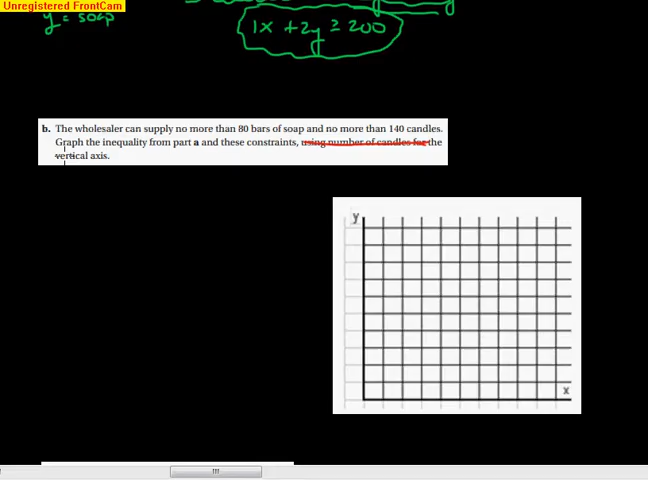 Unregistered FrontCam
y = soap
1x + 2y ≥ 200
b. The wholesaler can supply no more than 80 bars of soap and no more than 140 candles.
Graph the inequality from part a and these constraints, using number of candles for the
vertical axis.
y
x